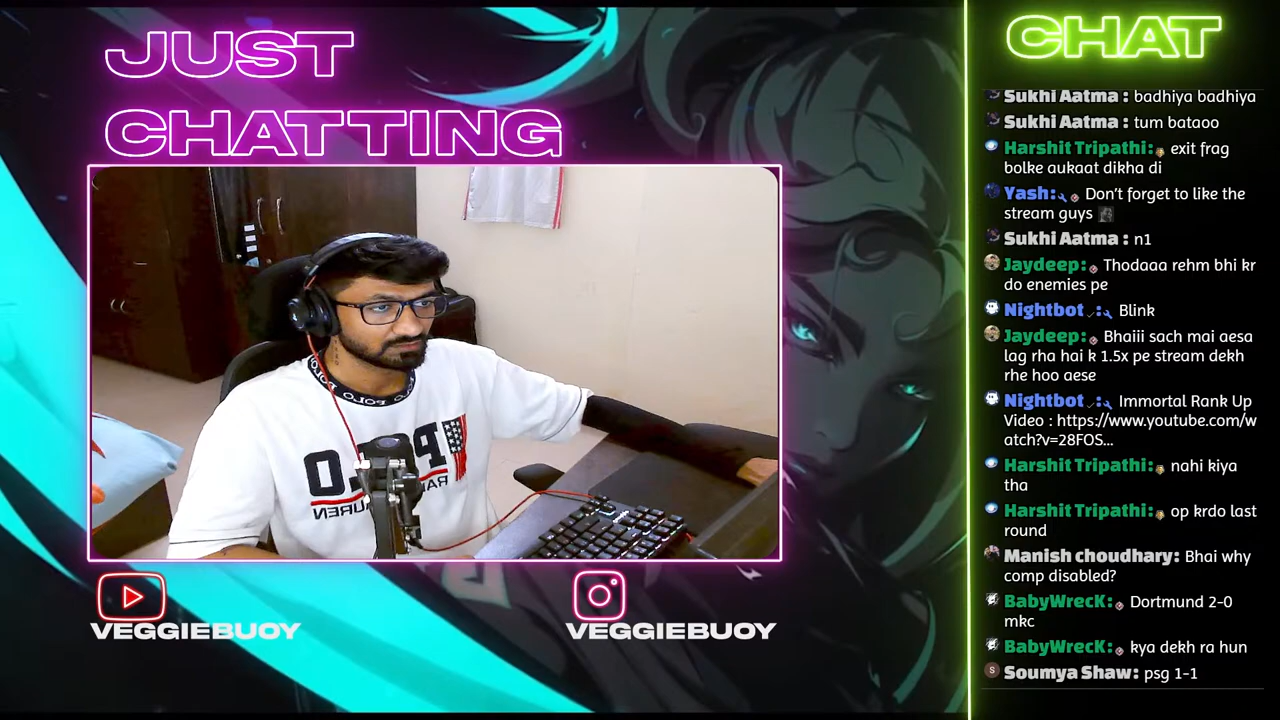 JUST
CHATTING
CHAT
Sukhi Aatma : badhiya badhiya
Sukhi Aatma : tum bataoo
Harshit Tripathi: exit frag
bolke aukaat dikha di
Yash: Don't forget to like the
stream guys
Sukhi Aatma : n1
Jaydeep: Thodaaa rehm bhi kr
do enemies pe
Nightbot : Blink
Jaydeep: Bhaiii sach mai aesa
lag rha hai k 1.5x pe stream dekh
rhe hoo aese
Nightbot : Immortal Rank Up
Video : https://www.youtube.com/w
atch?v=28FOS...
Harshit Tripathi: nahi kiya
tha
Harshit Tripathi: op krdo last
round
Manish choudhary: Bhai why
comp disabled?
BabyWrecK: Dortmund 2-0
mkc
BabyWrecK: kya dekh ra hun
S Soumya Shaw: psg 1-1
POLO
VEGGIEBUOY
VEGGIEBUOY